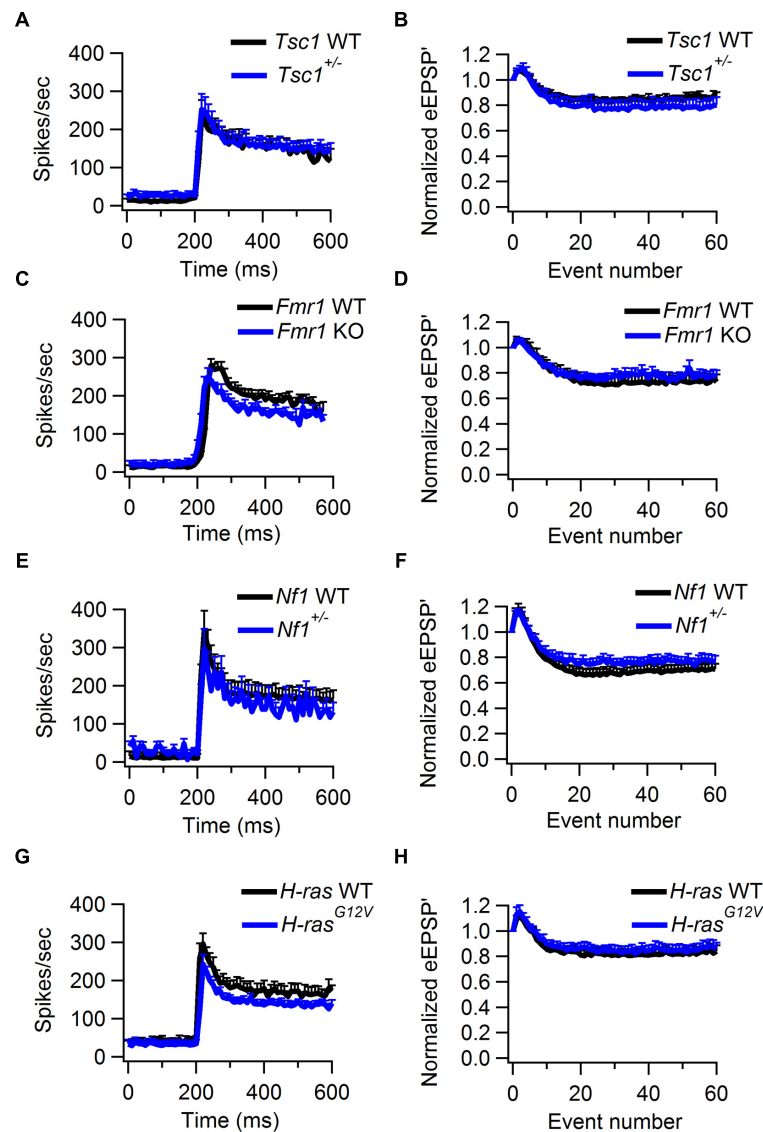 A
Tsc1 WT
Tsc1+/-
Spikes/sec
400
300
200
100
0
0 200 400 600
Time (ms)
B
Tsc1 WT
Tsc1+/-
Normalized eEPSP'
1.2
1.0
0.8
0.6
0.4
0.2
0.0
0 20 40 60
Event number
C
Fmr1 WT
Fmr1 KO
Spikes/sec
400
300
200
100
0
0 200 400 600
Time (ms)
D
Fmr1 WT
Fmr1 KO
Normalized eEPSP'
1.2
1.0
0.8
0.6
0.4
0.2
0.0
0 20 40 60
Event number
E
Nf1 WT
Nf1+/-
Spikes/sec
400
300
200
100
0
0 200 400 600
Time (ms)
F
Nf1 WT
Nf1+/-
Normalized eEPSP'
1.2
1.0
0.8
0.6
0.4
0.2
0.0
0 20 40 60
Event number
G
H-ras WT
H-rasG12V
Spikes/sec
400
300
200
100
0
0 200 400 600
Time (ms)
H
H-ras WT
H-rasG12V
Normalized eEPSP'
1.2
1.0
0.8
0.6
0.4
0.2
0.0
0 20 40 60
Event number